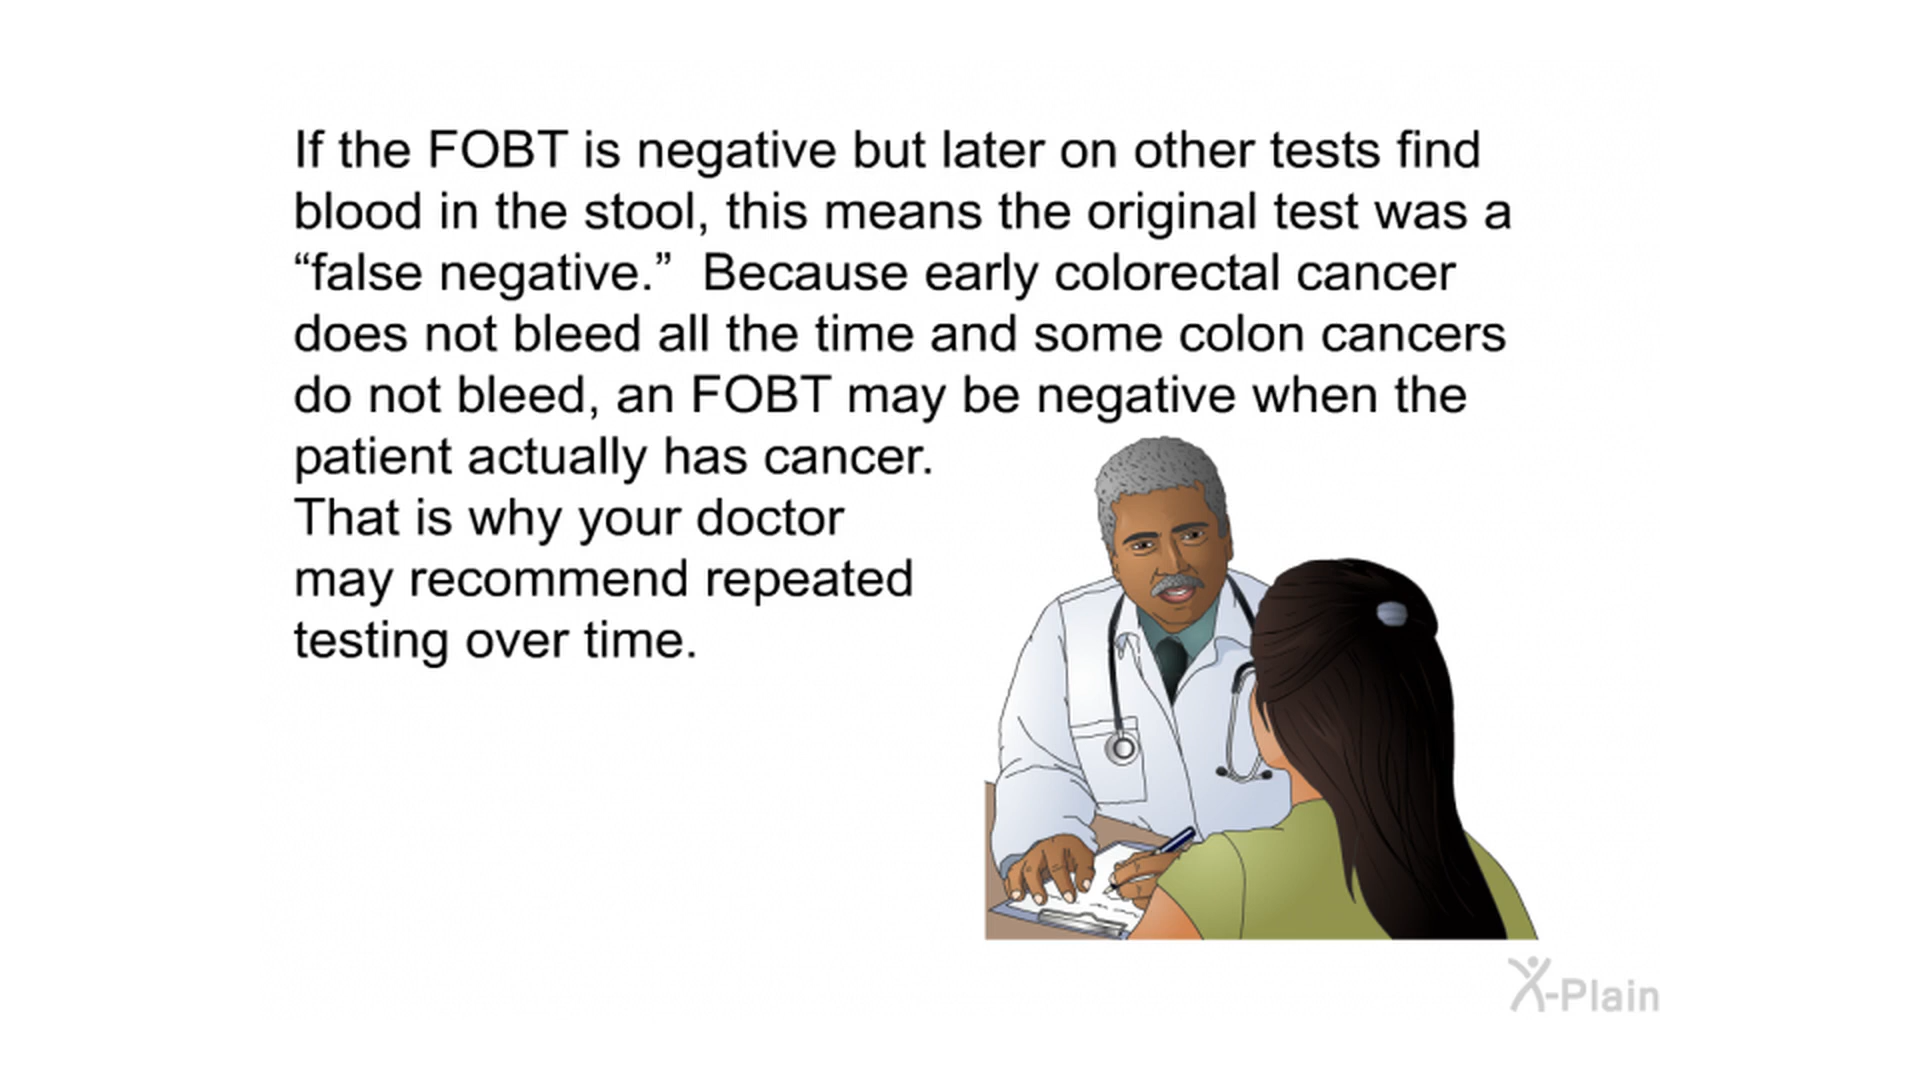 If the FOBT is negative but later on other tests find
blood in the stool, this means the original test was a
“false negative.”  Because early colorectal cancer
does not bleed all the time and some colon cancers
do not bleed, an FOBT may be negative when the
patient actually has cancer.
That is why your doctor
may recommend repeated
testing over time.
X-Plain